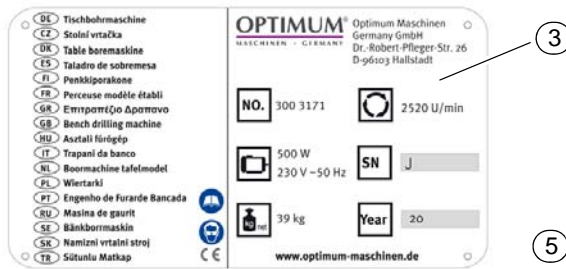 DE Tischbohrmaschine
CZ Stolní vrtačka
DK Table boremaskine
ES Taladro de sobremesa
FI Penkkiporakone
FR Perceuse modèle établi
GR Επιτραπέζιο Δραπανο
GB Bench drilling machine
HU Asztali fúrógép
IT Trapani da banco
NL Boormachine tafelmodel
PL Wiertarki
PT Engenho de Furarde Bancada
RU Masina de gaurit
SE Bänkborrmaskin
SK Namizni vrtalni stroj
TR Sütunlu Matkap
CE
OPTIMUM®
MASCHINEN - GERMANY
Optimum Maschinen
Germany GmbH
Dr.-Robert-Pfleger-Str. 26
D-96103 Hallstadt
NO. 300 3171
2520 U/min
500 W
230 V ~50 Hz
SN J
kg net 39 kg
Year 20
www.optimum-maschinen.de
3
5